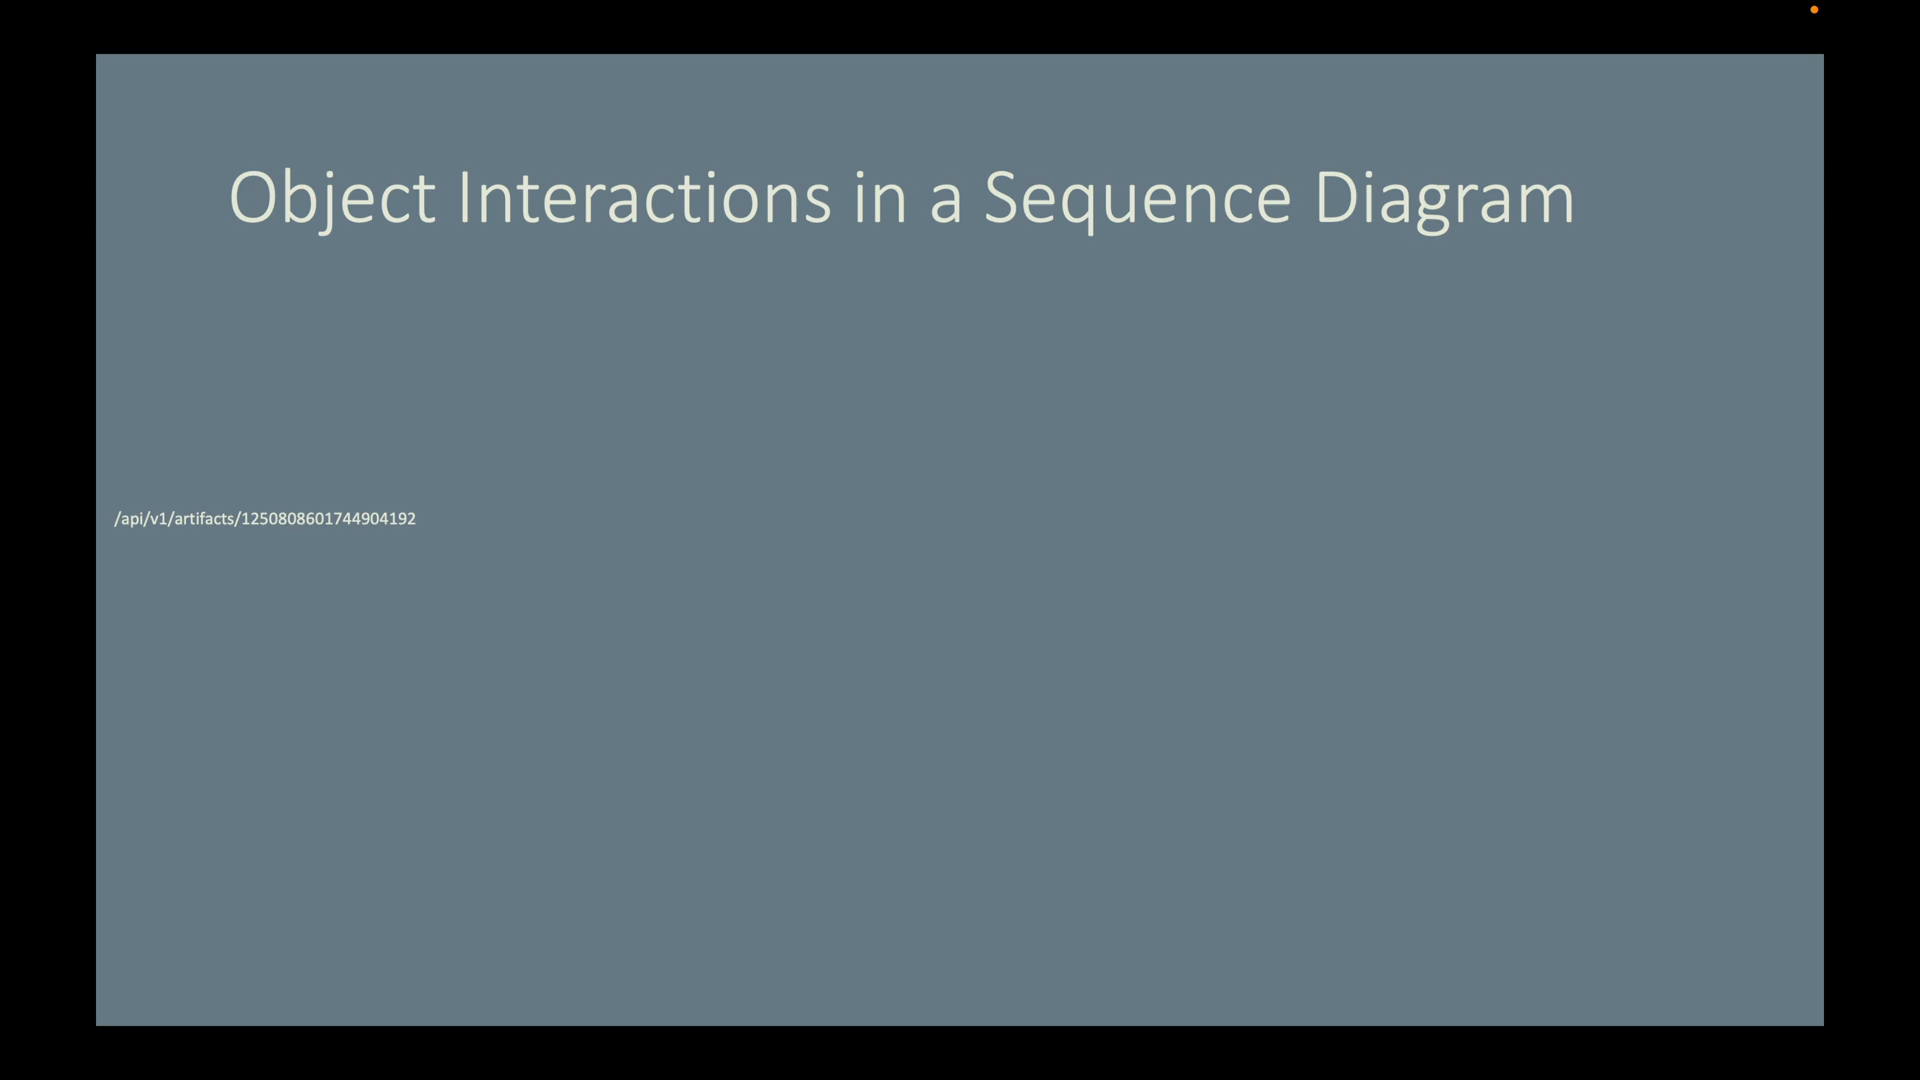 Object Interactions in a Sequence Diagram
/api/v1/artifacts/1250808601744904192